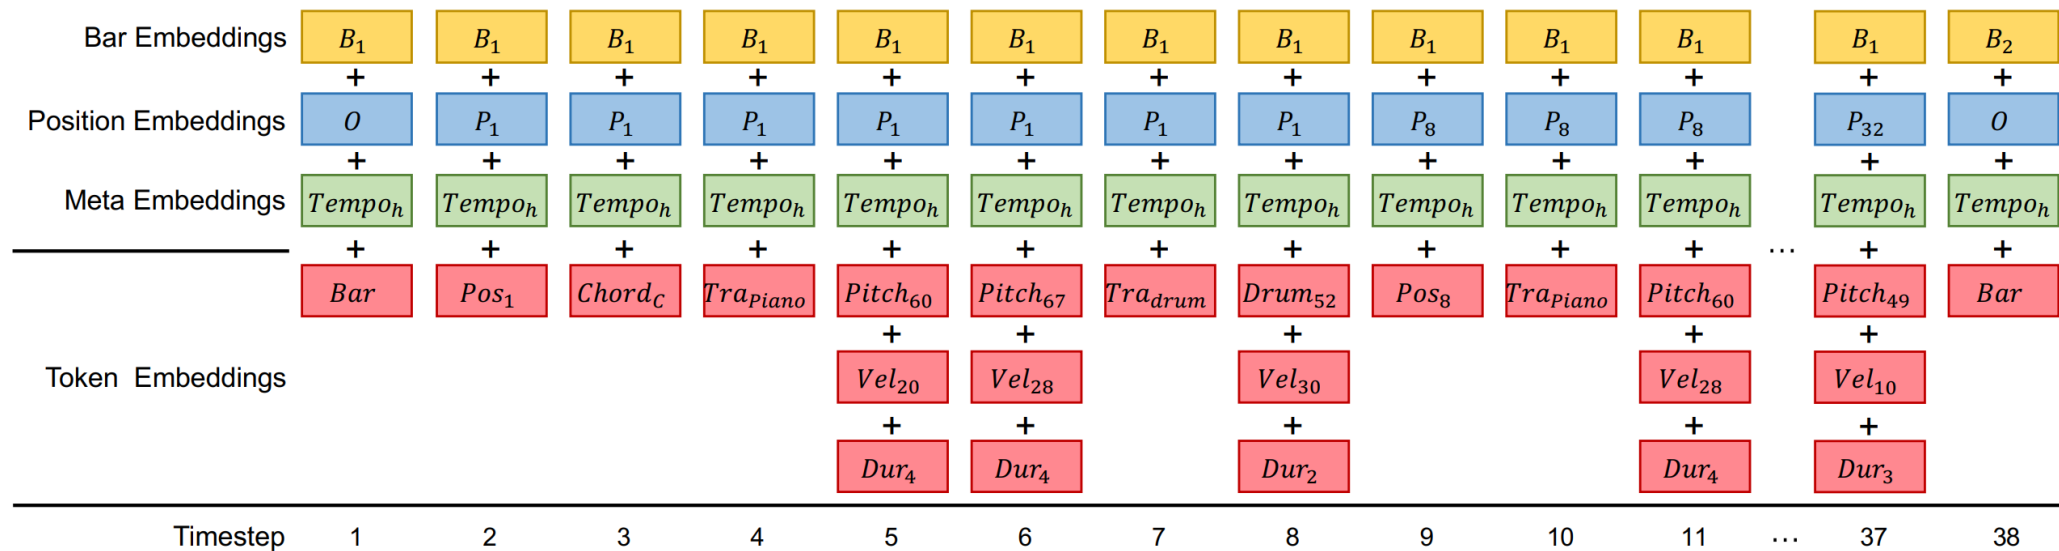 Bar Embeddings B1 B1 B1 B1 B1 B1 B1 B1 B1 B1 B1 B1 B2
+ + + + + + + + + + + + +
Position Embeddings O P1 P1 P1 P1 P1 P1 P1 P8 P8 P8 P32 O
+ + + + + + + + + + + + +
Meta Embeddings Tempoh Tempoh Tempoh Tempoh Tempoh Tempoh Tempoh Tempoh Tempoh Tempoh Tempoh Tempoh Tempoh
+ + + + + + + + + + + ... + +
Bar Pos1 ChordC TraPiano Pitch60 Pitch67 Tradrum Drum52 Pos8 TraPiano Pitch60 Pitch49 Bar
+ + + + +
Token Embeddings Vel20 Vel28 Vel30 Vel28 Vel10
+ + + + +
Dur4 Dur4 Dur2 Dur4 Dur3
Timestep 1 2 3 4 5 6 7 8 9 10 11 ... 37 38